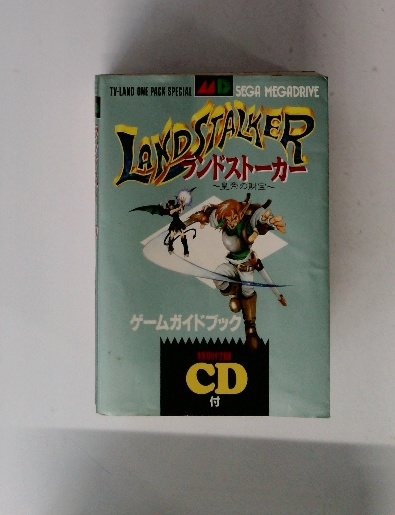 TV-LAND ONE PACK SPECIAL MD SEGA MEGADRIVE
LANDSTALKER
ランドストーカー
～皇帝の財宝～
ゲームガイドブック
CD
付